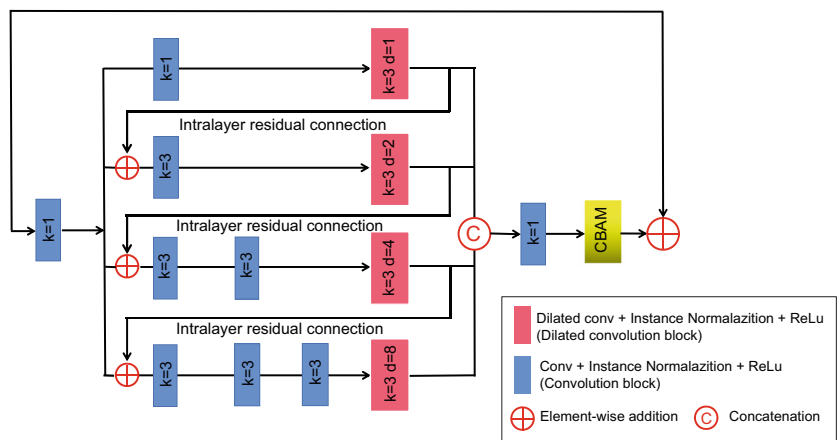 k=1
k=1
k=3 d=1
Intralayer residual connection
k=3
k=3 d=2
Intralayer residual connection
k=3
k=3
k=3 d=4
Intralayer residual connection
k=3
k=3
k=3
k=3 d=8
C
k=1
CBAM
Dilated conv + Instance Normalazition + ReLu
(Dilated convolution block)
Conv + Instance Normalazition + ReLu
(Convolution block)
Element-wise addition
C
Concatenation